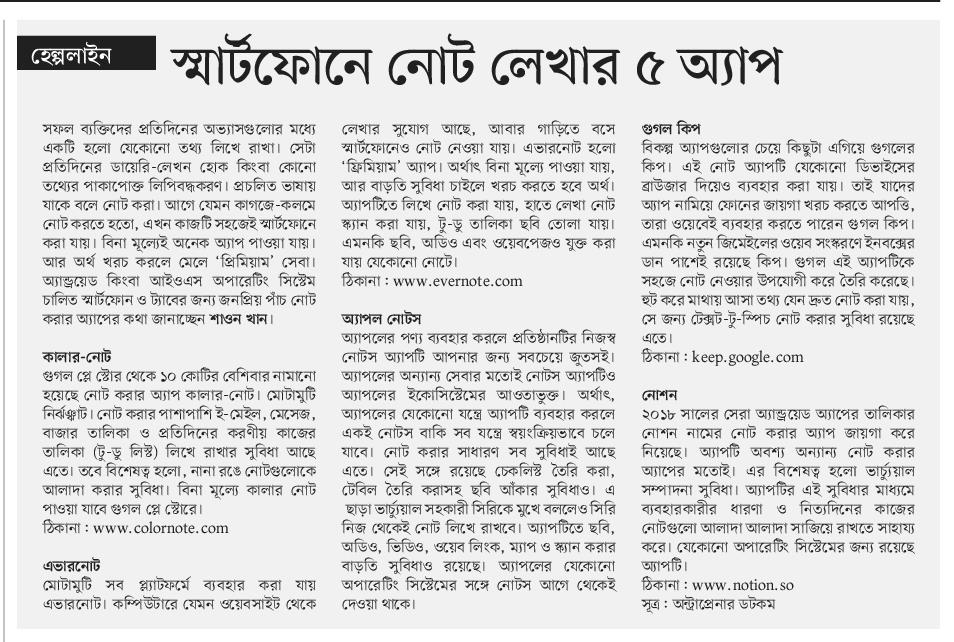 হেল্পলাইন
স্মার্টফোনে নোট লেখার ৫ অ্যাপ
সফল ব্যক্তিদের প্রতিদিনের অভ্যাসগুলোর মধ্যে
একটি হলো যেকোনো তথ্য লিখে রাখা। সেটা
প্রতিদিনের ডায়েরি-লেখন হোক কিংবা কোনো
তথ্যের পাকাপোক্ত লিপিবদ্ধকরণ। প্রচলিত ভাষায়
যাকে বলে নোট করা। আগে যেমন কাগজে-কলমে
নোট করতে হতো, এখন কাজটি সহজেই স্মার্টফোনে
করা যায়। বিনা মূল্যেই অনেক অ্যাপ পাওয়া যায়।
আর অর্থ খরচ করলে মেলে ‘প্রিমিয়াম’ সেবা।
অ্যান্ড্রয়েড কিংবা আইওএস অপারেটিং সিস্টেম
চালিত স্মার্টফোন ও ট্যাবের জন্য জনপ্রিয় পাঁচ নোট
করার অ্যাপের কথা জানাচ্ছেন শাওন খান।
কালার-নোট
গুগল প্লে স্টোর থেকে ১০ কোটির বেশিবার নামানো
হয়েছে নোট করার অ্যাপ কালার-নোট। মোটামুটি
নির্ঝঞ্ঝাট। নোট করার পাশাপাশি ই-মেইল, মেসেজ,
বাজার তালিকা ও প্রতিদিনের করণীয় কাজের
তালিকা (টু-ডু লিস্ট) লিখে রাখার সুবিধা আছে
এতে। তবে বিশেষত্ব হলো, নানা রঙে নোটগুলোকে
আলাদা করার সুবিধা। বিনা মূল্যে কালার নোট
পাওয়া যাবে গুগল প্লে স্টোরে।
ঠিকানা : www.colornote.com
এভারনোট
মোটামুটি সব প্ল্যাটফর্মে ব্যবহার করা যায়
এভারনোট। কম্পিউটারে যেমন ওয়েবসাইট থেকে
লেখার সুযোগ আছে, আবার গাড়িতে বসে
স্মার্টফোনেও নোট নেওয়া যায়। এভারনোট হলো
‘ফ্রিমিয়াম’ অ্যাপ। অর্থাৎ বিনা মূল্যে পাওয়া যায়,
আর বাড়তি সুবিধা চাইলে খরচ করতে হবে অর্থ।
অ্যাপটিতে লিখে নোট করা যায়, হাতে লেখা নোট
স্ক্যান করা যায়, টু-ডু তালিকা ছবি তোলা যায়।
এমনকি ছবি, অডিও এবং ওয়েবপেজও যুক্ত করা
যায় যেকোনো নোটে।
ঠিকানা : www.evernote.com
অ্যাপল নোটস
অ্যাপলের পণ্য ব্যবহার করলে প্রতিষ্ঠানটির নিজস্ব
নোটস অ্যাপটি আপনার জন্য সবচেয়ে জুতসই।
অ্যাপলের অন্যান্য সেবার মতোই নোটস অ্যাপটিও
অ্যাপলের ইকোসিস্টেমের আওতাভুক্ত। অর্থাৎ,
অ্যাপলের যেকোনো যন্ত্রে অ্যাপটি ব্যবহার করলে
একই নোটস বাকি সব যন্ত্রে স্বয়ংক্রিয়ভাবে চলে
যাবে। নোট করার সাধারণ সব সুবিধাই আছে
এতে। সেই সঙ্গে রয়েছে চেকলিস্ট তৈরি করা,
টেবিল তৈরি করাসহ ছবি আঁকার সুবিধাও। এ
ছাড়া ভার্চ্যুয়াল সহকারী সিরিকে মুখে বললেও সিরি
নিজ থেকেই নোট লিখে রাখবে। অ্যাপটিতে ছবি,
অডিও, ভিডিও, ওয়েব লিংক, ম্যাপ ও স্ক্যান করার
বাড়তি সুবিধাও রয়েছে। অ্যাপলের যেকোনো
অপারেটিং সিস্টেমের সঙ্গে নোটস আগে থেকেই
দেওয়া থাকে।
গুগল কিপ
বিকল্প অ্যাপগুলোর চেয়ে কিছুটা এগিয়ে গুগলের
কিপ। এই নোট অ্যাপটি যেকোনো ডিভাইসের
ব্রাউজার দিয়েও ব্যবহার করা যায়। তাই যাদের
অ্যাপ নামিয়ে ফোনের জায়গা খরচ করতে আপত্তি,
তারা ওয়েবেই ব্যবহার করতে পারেন গুগল কিপ।
এমনকি নতুন জিমেইলের ওয়েব সংস্করণে ইনবক্সের
ডান পাশেই রয়েছে কিপ। গুগল এই অ্যাপটিকে
সহজে নোট নেওয়ার উপযোগী করে তৈরি করেছে।
হুট করে মাথায় আসা তথ্য যেন দ্রুত নোট করা যায়,
সে জন্য টেক্সট-টু-স্পিচ নোট করার সুবিধা রয়েছে
এতে।
ঠিকানা : keep.google.com
নোশন
২০১৮ সালের সেরা অ্যান্ড্রয়েড অ্যাপের তালিকার
নোশন নামের নোট করার অ্যাপ জায়গা করে
নিয়েছে। অ্যাপটি অবশ্য অন্যান্য নোট করার
অ্যাপের মতোই। এর বিশেষত্ব হলো ভার্চ্যুয়াল
সম্পাদনা সুবিধা। অ্যাপটির এই সুবিধার মাধ্যমে
ব্যবহারকারীর ধারণা ও নিত্যদিনের কাজের
নোটগুলো আলাদা আলাদা সাজিয়ে রাখতে সাহায্য
করে। যেকোনো অপারেটিং সিস্টেমের জন্য রয়েছে
অ্যাপটি।
ঠিকানা : www.notion.so
সূত্র : অন্ট্রাপ্রেনার ডটকম